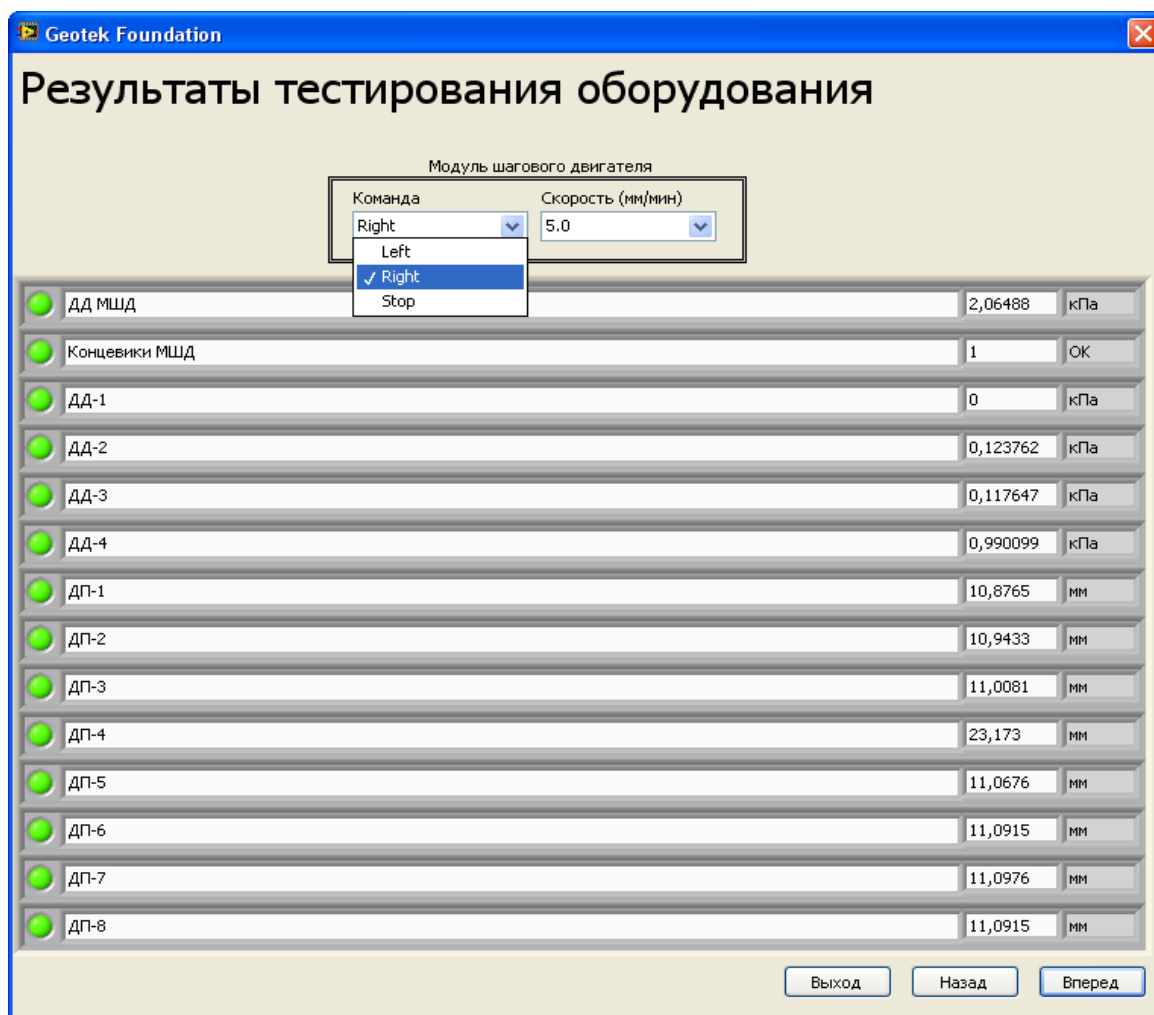 Geotek Foundation
Результаты тестирования оборудования
Модуль шагового двигателя
Команда Скорость (мм/мин)
Right 5.0
Left
✓ Right
Stop
ДД МШД 2,06488 кПа
Концевики МШД 1 ОК
ДД-1 0 кПа
ДД-2 0,123762 кПа
ДД-3 0,117647 кПа
ДД-4 0,990099 кПа
ДП-1 10,8765 мм
ДП-2 10,9433 мм
ДП-3 11,0081 мм
ДП-4 23,173 мм
ДП-5 11,0676 мм
ДП-6 11,0915 мм
ДП-7 11,0976 мм
ДП-8 11,0915 мм
Выход Назад Вперед